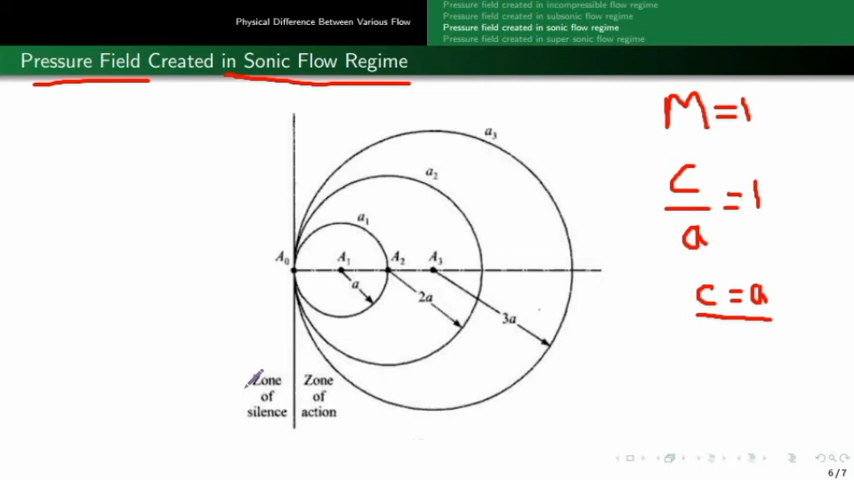 Physical Difference Between Various Flow
Pressure field created in incompressible flow regime
Pressure field created in subsonic flow regime
Pressure field created in sonic flow regime
Pressure field created in super sonic flow regime
Pressure Field Created in Sonic Flow Regime
M=1
c/a=1
c=a
a3
a2
a1
A0 A1 A2 A3
a
2a
3a
Zone of silence
Zone of action
6/7